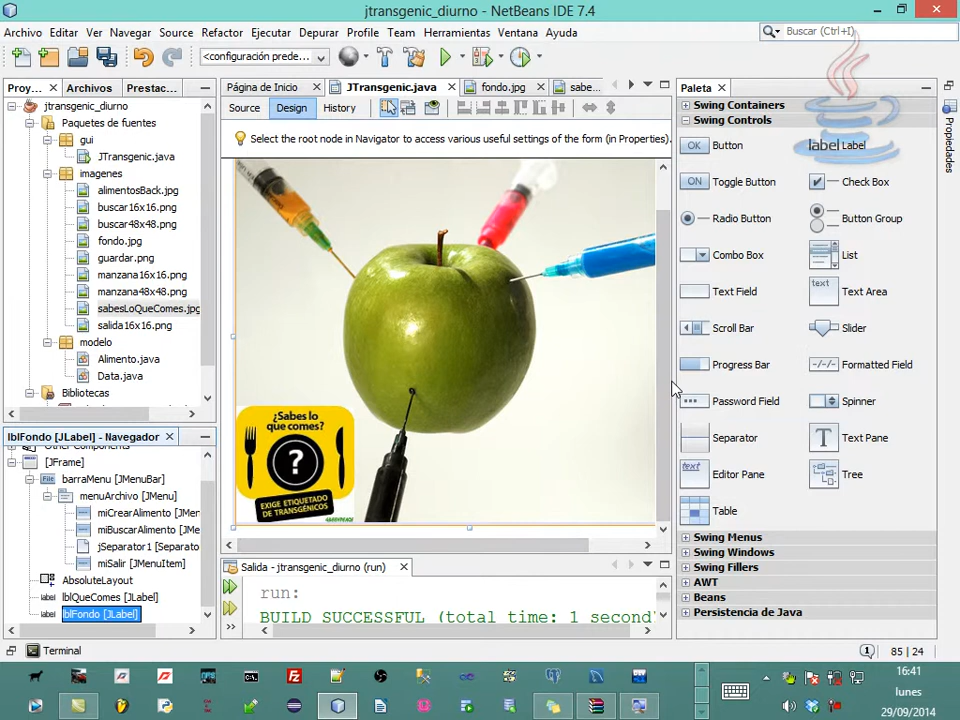 jtransgenic_diurno - NetBeans IDE 7.4
Archivo Editar Ver Navegar Source Refactor Ejecutar Depurar Profile Team Herramientas Ventana Ayuda
Buscar (Ctrl+I)
<configuración prede...
Proy... Archivos Prestac...
Página de Inicio JTransgenic.java fondo.jpg sabe...
Source Design History
Select the root node in Navigator to access various useful settings of the form (in Properties).
jtransgenic_diurno
Paquetes de fuentes
gui
JTransgenic.java
imagenes
alimentosBack.jpg
buscar16x16.png
buscar48x48.png
fondo.jpg
guardar.png
manzana16x16.png
manzana48x48.png
sabesLoQueComes.jpg
salida16x16.png
modelo
Alimento.java
Data.java
Bibliotecas
lblFondo [JLabel] - Navegador
Other Components
[JFrame]
barraMenu [JMenuBar]
menuArchivo [JMenu]
miCrearAlimento [JMen
miBuscarAlimento [JMe
jSeparator1 [Separato
miSalir [JMenuItem]
AbsoluteLayout
lblQueComes [JLabel]
lblFondo [JLabel]
¿Sabes lo
que comes?
?
EXIGE ETIQUETADO
DE TRANSGÉNICOS
GREENPEACE
Salida - jtransgenic_diurno (run)
run:
BUILD SUCCESSFUL (total time: 1 second
Paleta
Swing Containers
Swing Controls
OK Button
label Label
ON Toggle Button
Check Box
Radio Button
Button Group
Combo Box
List
Text Field
text Text Area
Scroll Bar
Slider
Progress Bar
Formatted Field
Password Field
Spinner
Separator
Text Pane
text Editor Pane
Tree
Table
Swing Menus
Swing Windows
Swing Fillers
AWT
Beans
Persistencia de Java
Propiedades
Terminal
1 85 | 24
16:41
lunes
29/09/2014